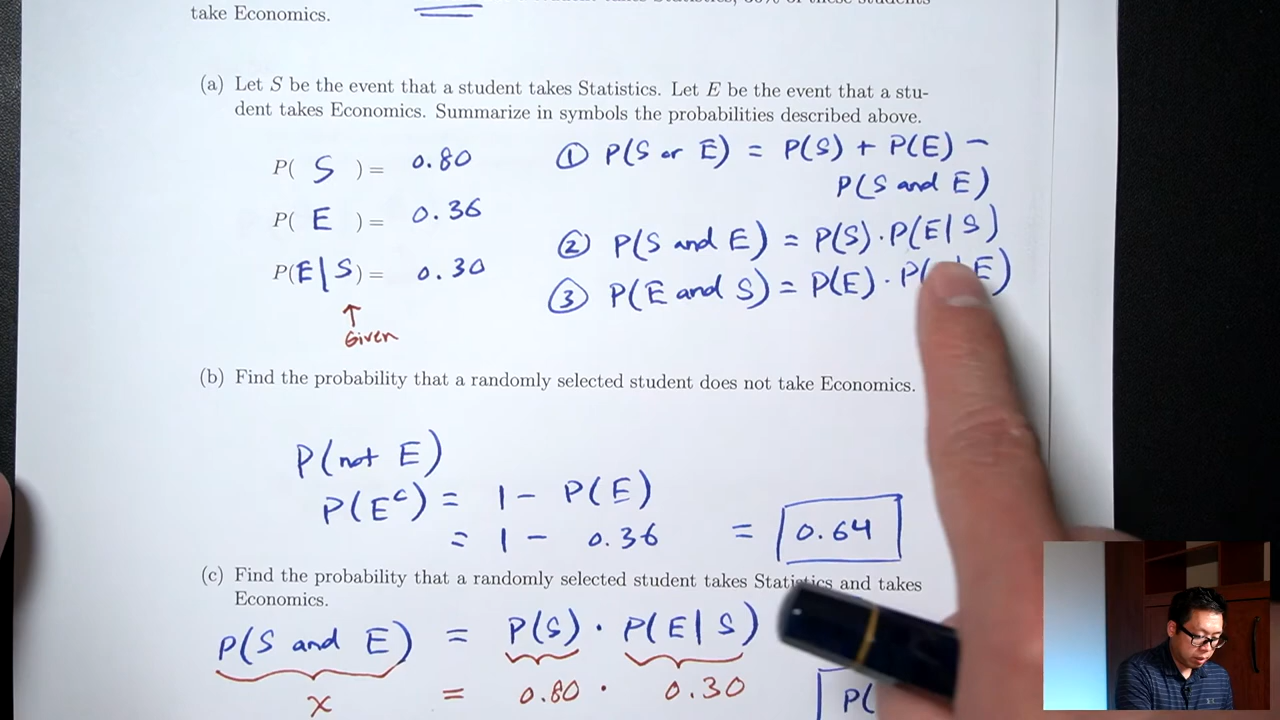 take Economics.
(a) Let S be the event that a student takes Statistics. Let E be the event that a stu-
dent takes Economics. Summarize in symbols the probabilities described above.
P( S ) = 0.80
P( E ) = 0.36
P(E|S) = 0.30
↑
Given
① P(S or E) = P(S) + P(E) -
P(S and E)
② P(S and E) = P(S) · P(E|S)
③ P(E and S) = P(E) · P( E)
(b) Find the probability that a randomly selected student does not take Economics.
P(not E)
P(Eᶜ) = 1 - P(E)
= 1 - 0.36 = 0.64
(c) Find the probability that a randomly selected student takes Statistics and takes
Economics.
P(S and E) = P(S) · P(E|S)
x = 0.80 · 0.30
P(